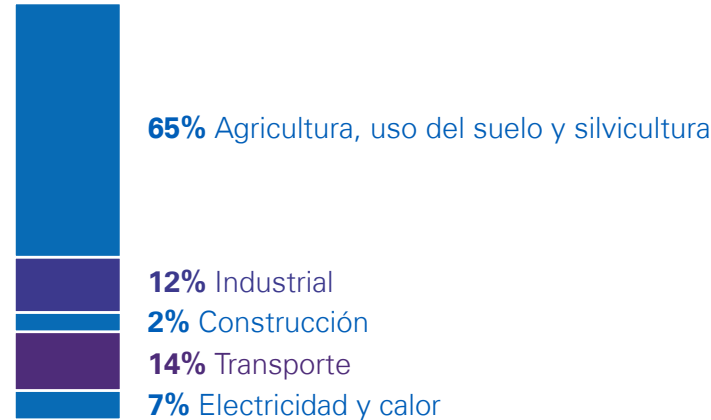 65% Agricultura, uso del suelo y silvicultura
12% Industrial
2% Construcción
14% Transporte
7% Electricidad y calor